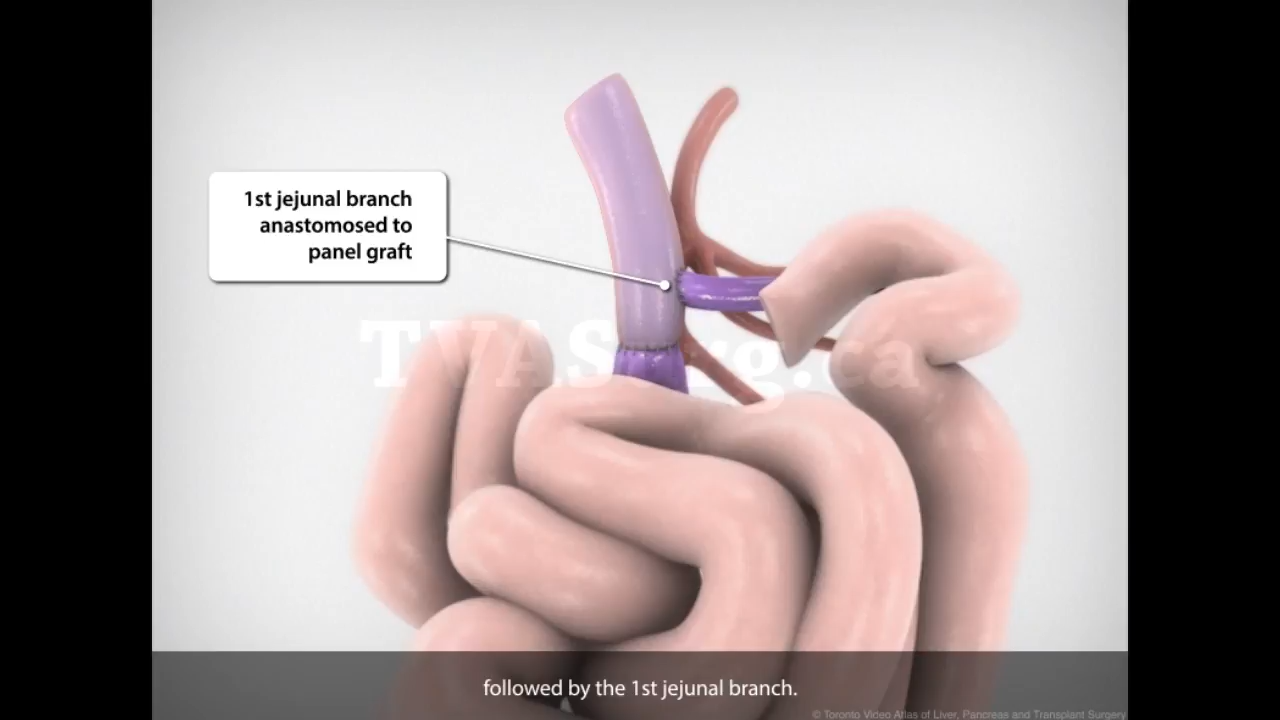 1st jejunal branch
anastomosed to
panel graft
TVASurg.ca
followed by the 1st jejunal branch.
© Toronto Video Atlas of Liver, Pancreas and Transplant Surgery